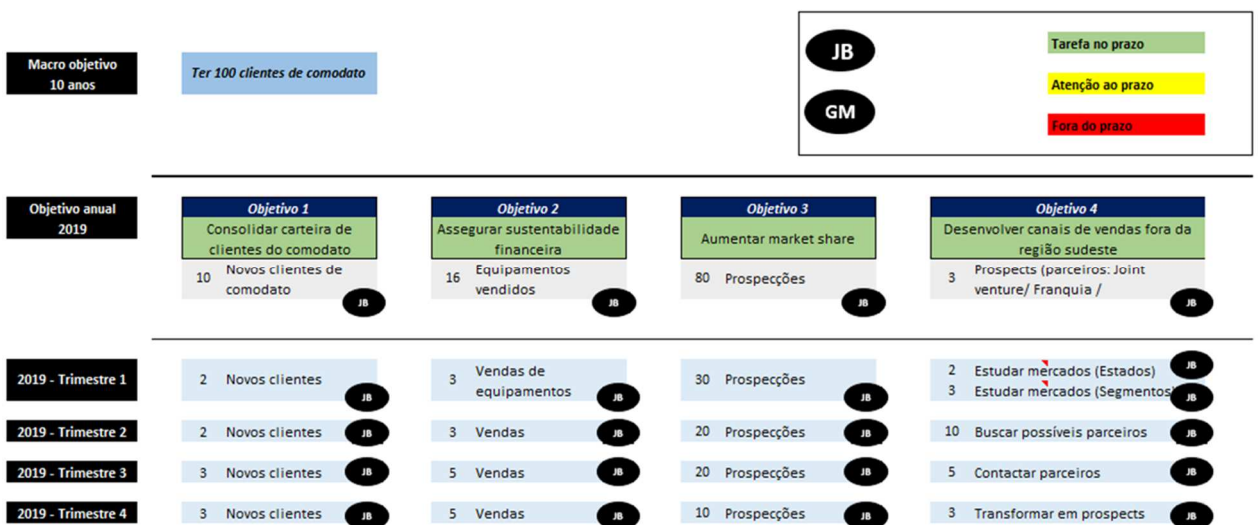 JB
Tarefa no prazo
Macro objetivo
10 anos
Ter 100 clientes de comodato
Atenção ao prazo
GM
Fora do prazo
Objetivo anual
2019
Objetivo 1
Consolidar carteira de
clientes do comodato
10 Novos clientes de
comodato
JB
Objetivo 2
Assegurar sustentabilidade
financeira
16 Equipamentos
vendidos
JB
Objetivo 3
Aumentar market share
80 Prospecções
JB
Objetivo 4
Desenvolver canais de vendas fora da
região sudeste
3 Prospects (parceiros: Joint
venture/ Franquia /
JB
2019 - Trimestre 1
2 Novos clientes
JB
3 Vendas de
equipamentos
JB
30 Prospecções
JB
2 Estudar mercados (Estados)
JB
3 Estudar mercados (Segmentos)
JB
2019 - Trimestre 2
2 Novos clientes
JB
3 Vendas
JB
20 Prospecções
JB
10 Buscar possíveis parceiros
JB
2019 - Trimestre 3
3 Novos clientes
JB
5 Vendas
JB
20 Prospecções
JB
5 Contactar parceiros
JB
2019 - Trimestre 4
3 Novos clientes
JB
5 Vendas
JB
10 Prospecções
JB
3 Transformar em prospects
JB